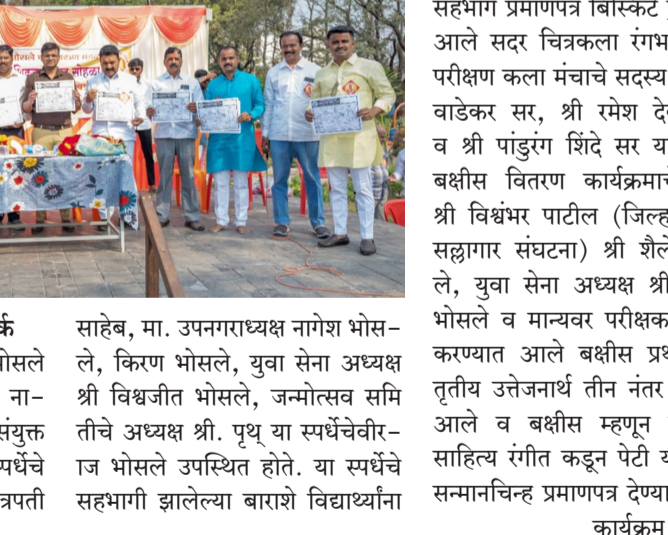 र्क
ोसले
ना-
संयुक्त
पर्धेचे
त्रपती
साहेब, मा. उपनगराध्यक्ष नागेश भोस-
ले, किरण भोसले, युवा सेना अध्यक्ष
श्री विश्वजीत भोसले, जन्मोत्सव समि
तीचे अध्यक्ष श्री. पृथ् या स्पर्धेचेवीर-
ाज भोसले उपस्थित होते. या स्पर्धेचे
सहभागी झालेल्या बाराशे विद्यार्थ्यांना
सहभाग प्रमाणपत्र बिस्किट
आले सदर चित्रकला रंगभ
परीक्षण कला मंचाचे सदस्य
वाडेकर सर, श्री रमेश दे
व श्री पांडुरंग शिंदे सर या
बक्षीस वितरण कार्यक्रमाचे
श्री विश्वंभर पाटील (जिल्ह
सल्लागार संघटना) श्री शैले
ले, युवा सेना अध्यक्ष श्री
भोसले व मान्यवर परीक्षक
करण्यात आले बक्षीस प्रथ
तृतीय उत्तेजनार्थ तीन नंतर
आले व बक्षीस म्हणून
साहित्य रंगीत कडून पेटी य
सन्मानचिन्ह प्रमाणपत्र देण्या
कार्यक्रम